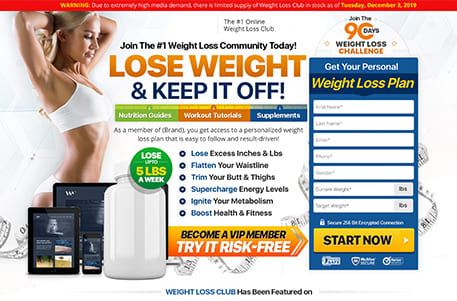 WARNING: Due to extremely high media demand, there is limited supply of Weight Loss Club in stock as of Tuesday, December 3, 2019
The #1 Online
Weight Loss Club
Join The #1 Weight Loss Community Today!
LOSE WEIGHT
& KEEP IT OFF!
Nutrition Guides
Workout Tutorials
Supplements
As a member of (Brand), you get access to a personalized weight
loss plan that is easy to follow and result-driven!
LOSE
UPTO
5 LBS
A WEEK
Lose Excess Inches & Lbs
Flatten Your Waistline
Trim Your Butt & Thighs
Supercharge Energy Levels
Ignite Your Metabolism
Boost Health & Fitness
BECOME A VIP MEMBER
TRY IT RISK-FREE
Join The
90 DAYS
WEIGHT LOSS
CHALLENGE
Get Your Personal
Weight Loss Plan
First Name*
Last Name*
Email*
Phone*
Gender*
Current Weight*
lbs
Target Weight*
lbs
Secure 256 Bit Encrypted Connection
START NOW
McAfee
SECURE
Norton
WEIGHT LOSS CLUB Has Been Featured on